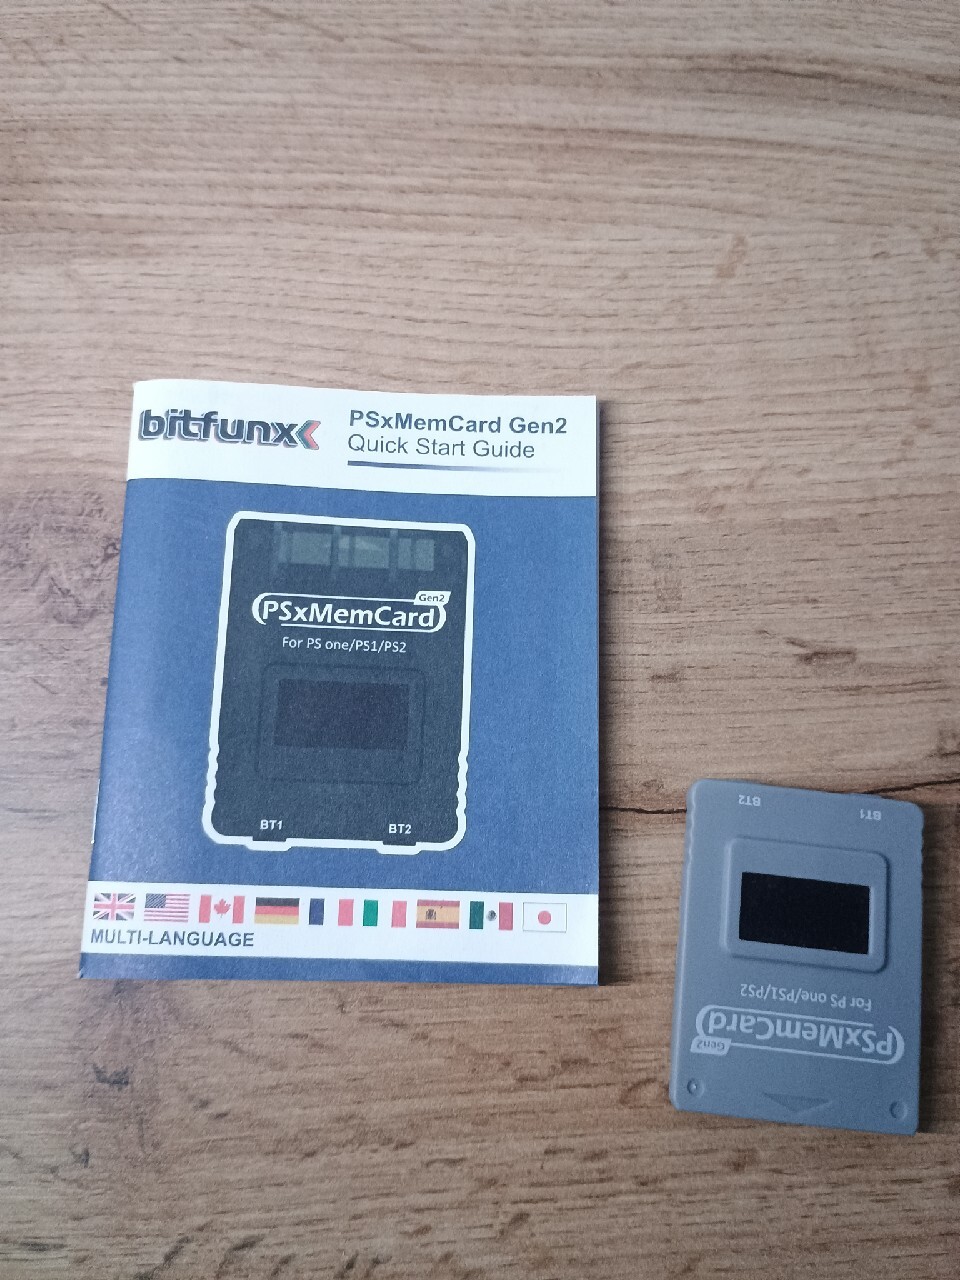 bitfunx
PSxMemCard Gen2
Quick Start Guide
Gen2
PSxMemCard
For PS one/PS1/PS2
BT1 BT2
MULTI-LANGUAGE
BT1 BT2
For PS one/PS1/PS2
PSxMemCard
Gen2